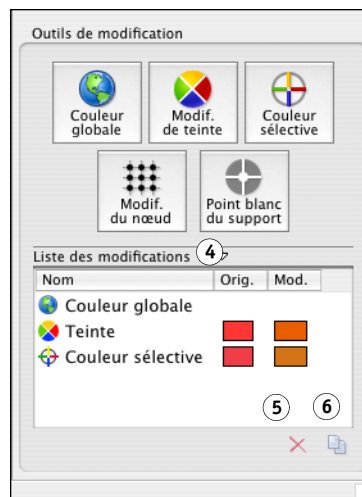 Outils de modification
Couleur globale
Modif. de teinte
Couleur sélective
Modif. du nœud
Point blanc du support
Liste des modifications 4
Nom Orig. Mod.
Couleur globale
Teinte
Couleur sélective
5 6